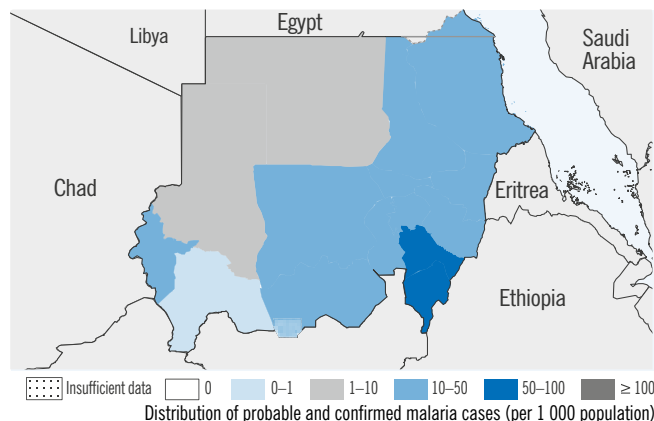 Egypt
Libya
Saudi
Arabia
Chad
Eritrea
Ethiopia
Insufficient data 0 0–1 1–10 10–50 50–100 ≥ 100
Distribution of probable and confirmed malaria cases (per 1 000 population)